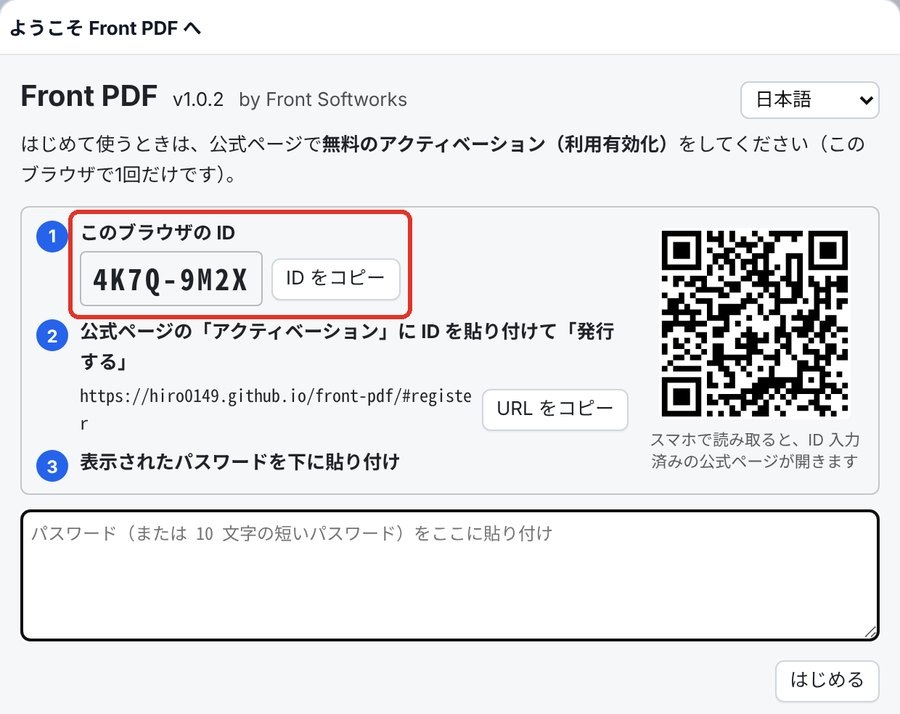 ようこそ Front PDF へ
Front PDF v1.0.2 by Front Softworks
日本語
はじめて使うときは、公式ページで無料のアクティベーション（利用有効化）をしてください（この
ブラウザで1回だけです）。
1 このブラウザの ID
4K7Q-9M2X ID をコピー
2 公式ページの「アクティベーション」に ID を貼り付けて「発行
する」
https://hiro0149.github.io/front-pdf/#registe
r
URL をコピー
3 表示されたパスワードを下に貼り付け
スマホで読み取ると、ID 入力
済みの公式ページが開きます
パスワード（または 10 文字の短いパスワード）をここに貼り付け
はじめる